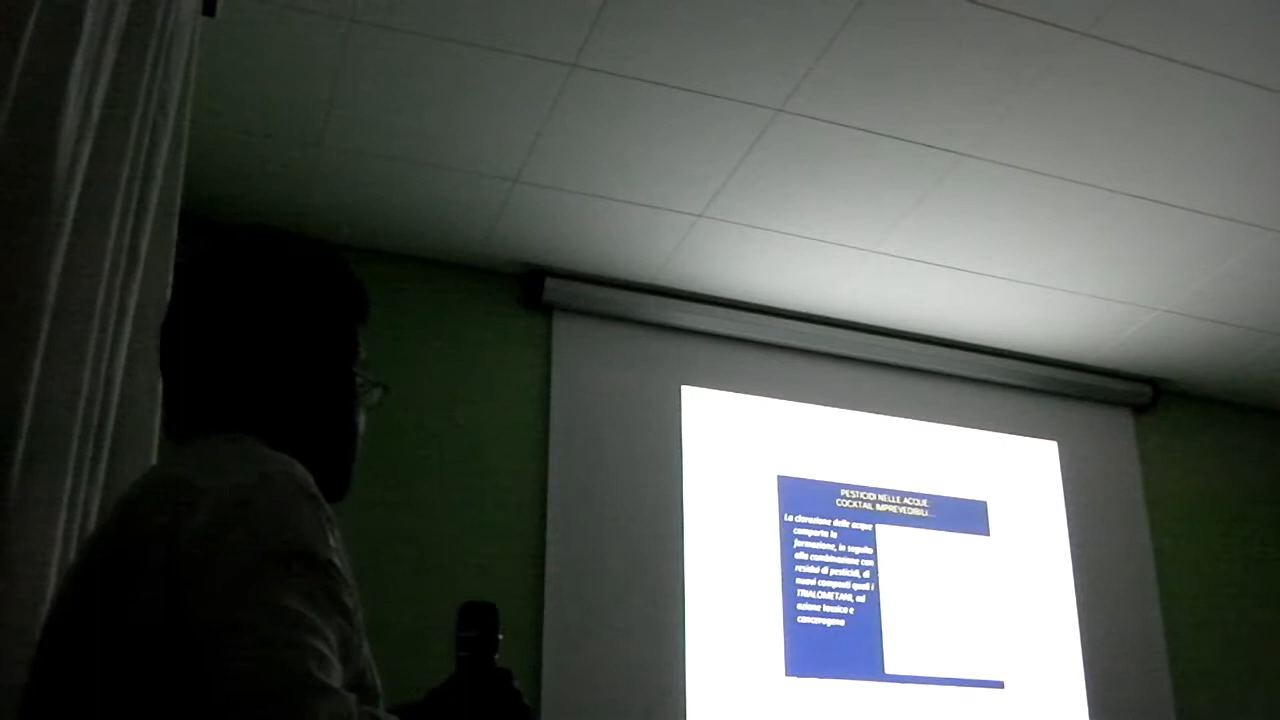 PESTICIDI NELLE ACQUE:
COCKTAIL IMPREVEDIBILI...
La clorazione delle acque
comporta la
formazione, in seguito
alla combinazione con
residui di pesticidi, di
nuovi composti quali i
TRIALOMETANI, ad
azione tossica e
cancerogena